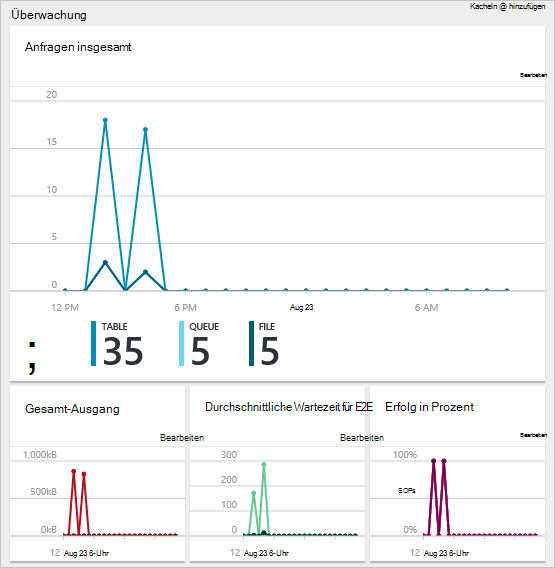 Überwachung
Kacheln @ hinzufügen
Anfragen insgesamt
Bearbeiten
20
15
10
5
0
12 PM
6 PM
Aug 23
6 AM
;
TABLE
35
QUEUE
5
FILE
5
Gesamt-Ausgang
Bearbeiten
1,000kB
500kB
0kB
12 Aug 23 6-Uhr
Durchschnittliche Wartezeit für E2E
Bearbeiten
300
200
100
0
12 Aug 23 6-Uhr
Erfolg in Prozent
Bearbeiten
100%
SOPs
0%
12 Aug 23 6-Uhr